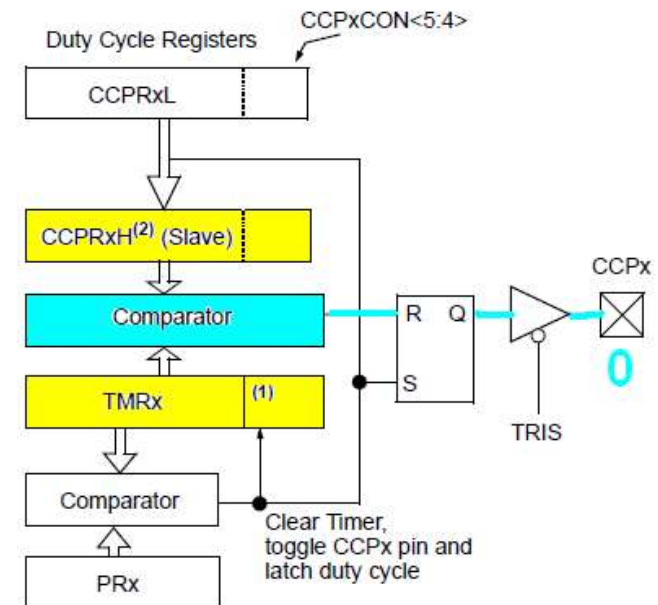 CCPxCON<5:4>
Duty Cycle Registers
CCPRxL
CCPRxH(2) (Slave)
CCPx
Comparator
R Q
0
TMRx
(1)
S
TRIS
Comparator
Clear Timer,
toggle CCPx pin and
latch duty cycle
PRx